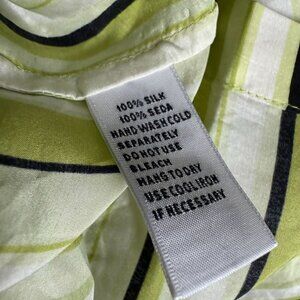 100% SILK
100% SEDA
HAND WASH COLD
SEPARATELY
DO NOT USE
BLEACH
HANG TO DRY
USE COOL IRON
IF NECESSARY